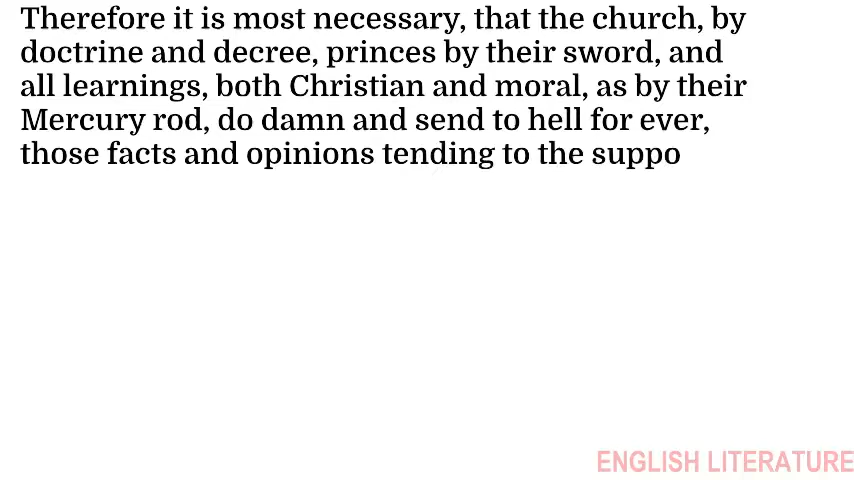 Therefore it is most necessary, that the church, by
doctrine and decree, princes by their sword, and
all learnings, both Christian and moral, as by their
Mercury rod, do damn and send to hell for ever,
those facts and opinions tending to the suppo
ENGLISH LITERATURE